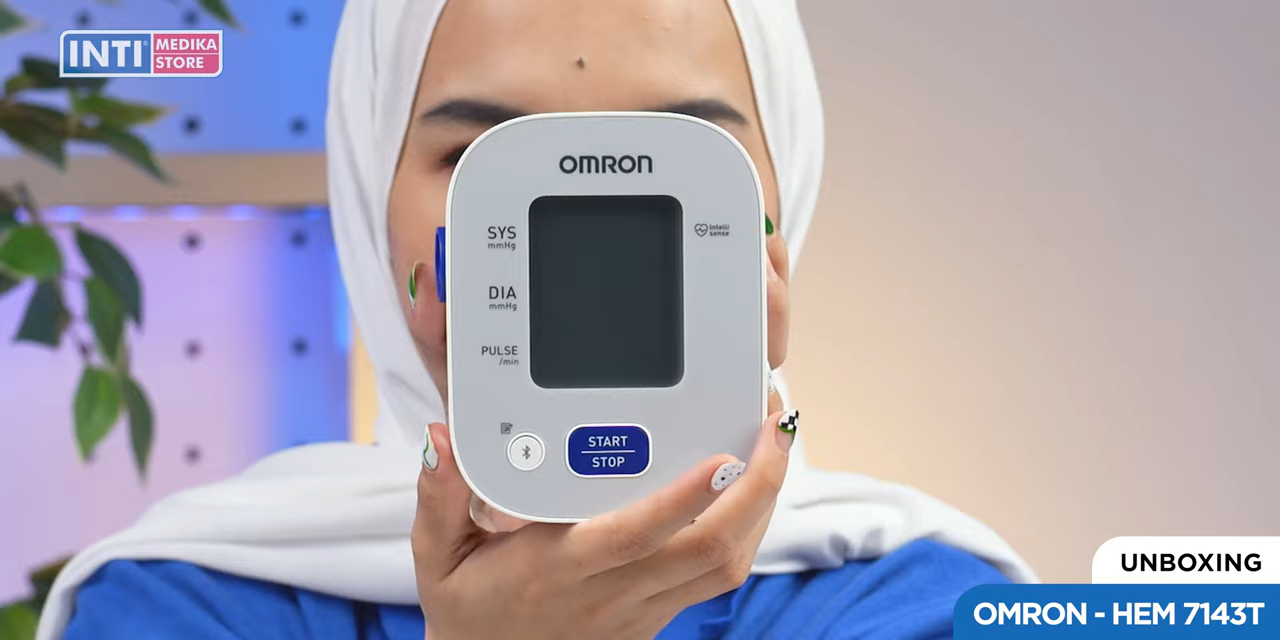 INTI
MEDIKA
STORE
OMRON
SYS
mmHg
intelli
sense
DIA
mmHg
PULSE
/min
START
STOP
UNBOXING
OMRON - HEM 7143T